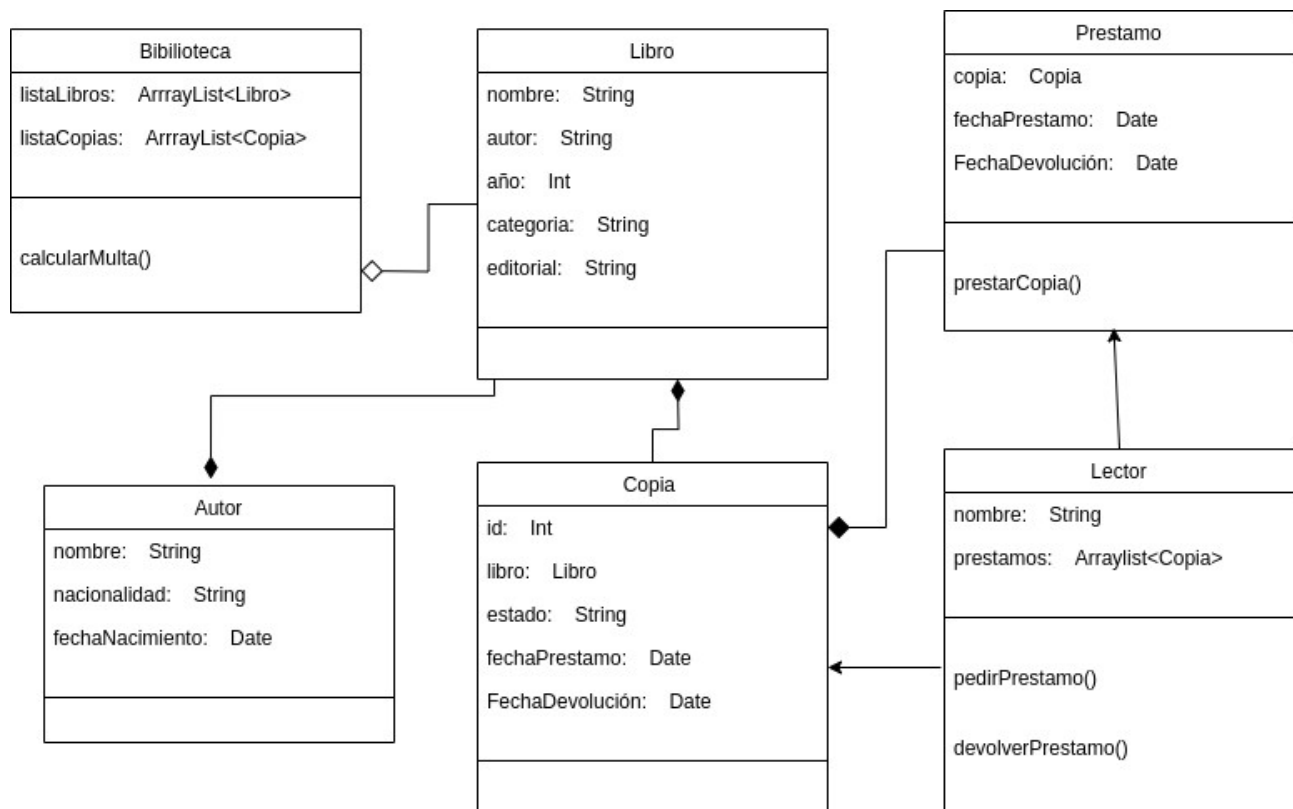 Bibilioteca
listaLibros: ArrrayList<Libro>
listaCopias: ArrrayList<Copia>
calcularMulta()
Libro
nombre: String
autor: String
año: Int
categoria: String
editorial: String
Prestamo
copia: Copia
fechaPrestamo: Date
FechaDevolución: Date
prestarCopia()
Autor
nombre: String
nacionalidad: String
fechaNacimiento: Date
Copia
id: Int
libro: Libro
estado: String
fechaPrestamo: Date
FechaDevolución: Date
Lector
nombre: String
prestamos: Arraylist<Copia>
pedirPrestamo()
devolverPrestamo()